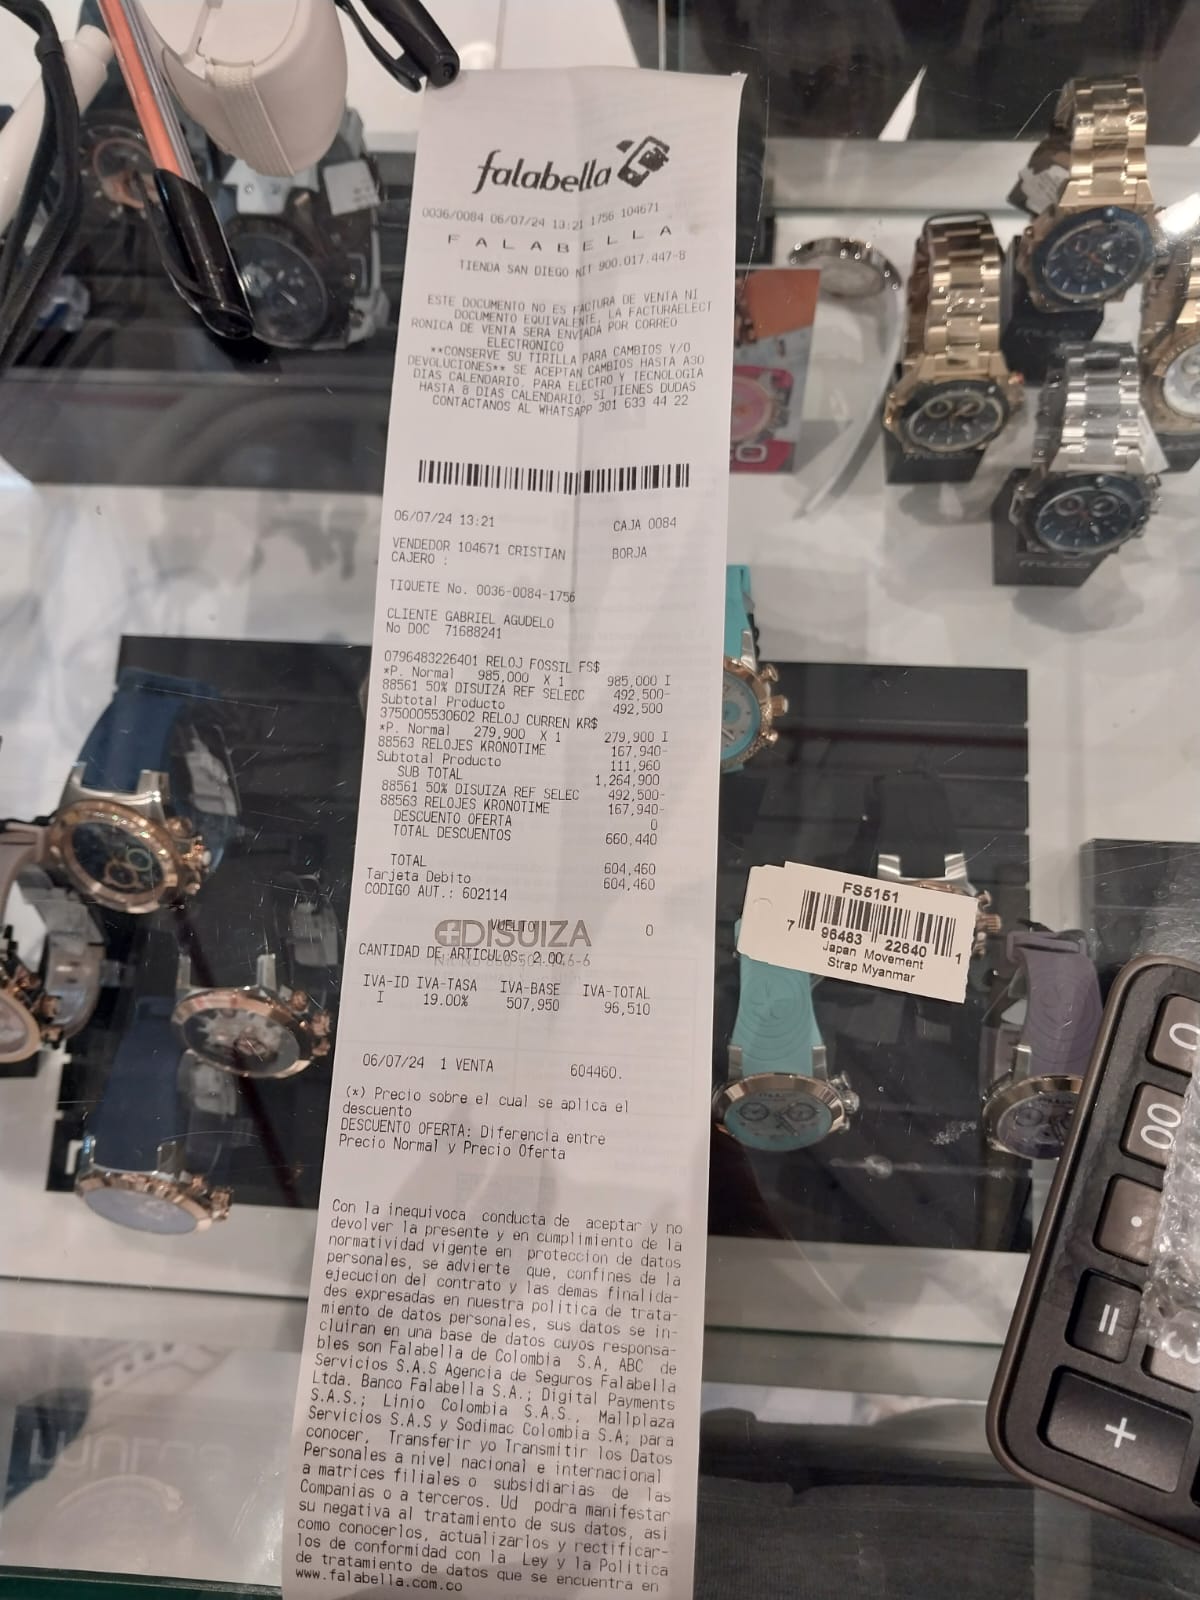 falabella
0036/0084 06/07/24 13:21 1756 104671
F A L A B E L L A
TIENDA SAN DIEGO NIT 900.017.447-8
ESTE DOCUMENTO NO ES FACTURA DE VENTA NI
DOCUMENTO EQUIVALENTE, LA FACTURAELECT
RONICA DE VENTA SERA ENVIADA POR CORREO
ELECTRONICO
**CONSERVE SU TIRILLA PARA CAMBIOS Y/O
DEVOLUCIONES** SE ACEPTAN CAMBIOS HASTA A30
DIAS CALENDARIO. PARA ELECTRO Y TECNOLOGIA
HASTA 8 DIAS CALENDARIO. SI TIENES DUDAS
CONTACTANOS AL WHATSAPP 301 633 44 22
06/07/24 13:21 CAJA 0084
VENDEDOR 104671 CRISTIAN BORJA
CAJERO :
TIQUETE No. 0036-0084-1756
CLIENTE GABRIEL AGUDELO
No DOC 71688241
0796483226401 RELOJ FOSSIL FS$
*P. Normal 985,000 X 1 985,000 I
88561 50% DISUIZA REF SELECC 492,500-
Subtotal Producto 492,500
3750005530602 RELOJ CURREN KR$
*P. Normal 279,900 X 1 279,900 I
88563 RELOJES KRONOTIME 167,940-
Subtotal Producto 111,960
SUB TOTAL 1,264,900
88561 50% DISUIZA REF SELEC 492,500-
88563 RELOJES KRONOTIME 167,940-
DESCUENTO OFERTA 0
TOTAL DESCUENTOS 660,440
TOTAL 604,460
Tarjeta Debito 604,460
CODIGO AUT.: 602114
VUELTO 0
DISUIZA
CANTIDAD DE ARTICULOS: 2.00
IVA-ID IVA-TASA IVA-BASE IVA-TOTAL
I 19.00% 507,950 96,510
06/07/24 1 VENTA 604460.
(*) Precio sobre el cual se aplica el
descuento
DESCUENTO OFERTA: Diferencia entre
Precio Normal y Precio Oferta
Con la inequivoca conducta de aceptar y no
devolver la presente y en cumplimiento de la
normatividad vigente en proteccion de datos
personales, se advierte que, confines de la
ejecucion del contrato y las demas finalida-
des expresadas en nuestra politica de trata-
miento de datos personales, sus datos se in-
cluiran en una base de datos cuyos responsa-
bles son Falabella de Colombia S.A, ABC de
Servicios S.A.S Agencia de Seguros Falabella
Ltda. Banco Falabella S.A.; Digital Payments
S.A.S.; Linio Colombia S.A.S., Mallplaza
Servicios S.A.S y Sodimac Colombia S.A; para
conocer, Transferir yo Transmitir los Datos
Personales a nivel nacional e internacional
a matrices filiales o subsidiarias de las
Companias o a terceros. Ud podra manifestar
su negativa al tratamiento de sus datos, asi
como conocerlos, actualizarlos y rectificar-
los de conformidad con la Ley y la Politica
de tratamiento de datos que se encuentra en
www.falabella.com.co
FS5151
7 96483 22640 1
Japan Movement
Strap Myanmar
0
00
.
=
3
+